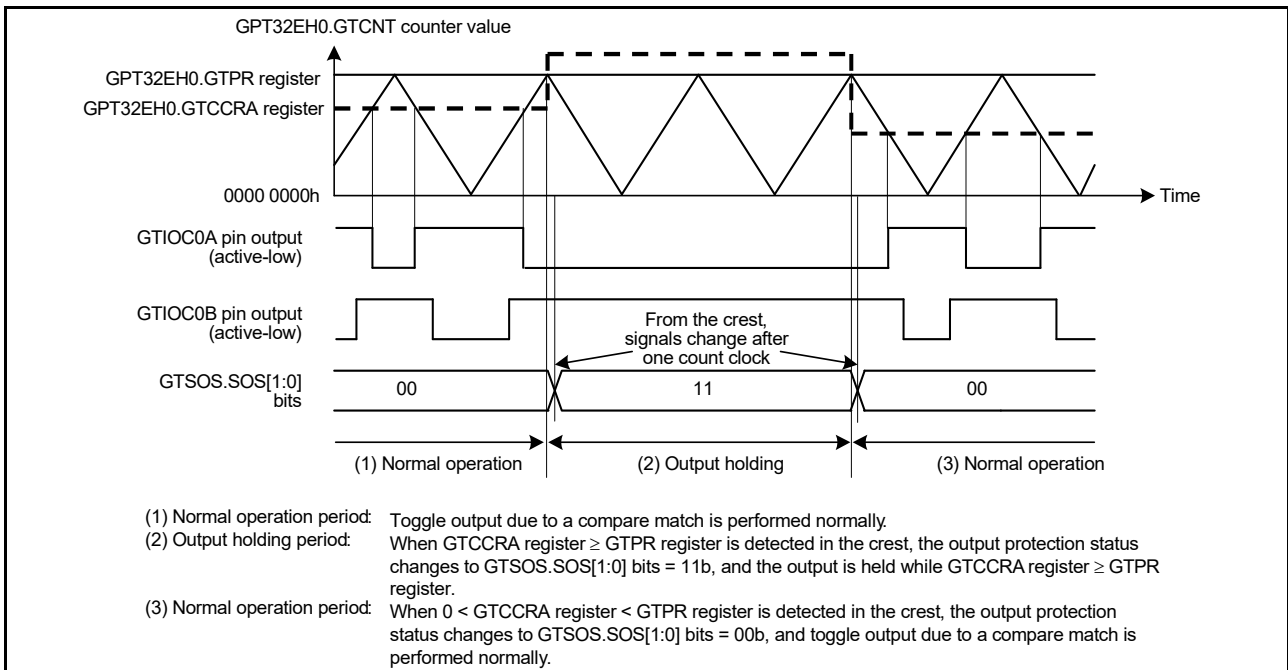 GPT32EH0.GTCNT counter value
GPT32EH0.GTPR register
GPT32EH0.GTCCRA register
0000 0000h
Time
GTIOC0A pin output
(active-low)
GTIOC0B pin output
(active-low)
From the crest,
signals change after
one count clock
GTSOS.SOS[1:0]
bits
00
11
00
(1) Normal operation
(2) Output holding
(3) Normal operation
(1) Normal operation period: Toggle output due to a compare match is performed normally.
(2) Output holding period: When GTCCRA register ≥ GTPR register is detected in the crest, the output protection status
changes to GTSOS.SOS[1:0] bits = 11b, and the output is held while GTCCRA register ≥ GTPR
register.
(3) Normal operation period: When 0 < GTCCRA register < GTPR register is detected in the crest, the output protection
status changes to GTSOS.SOS[1:0] bits = 00b, and toggle output due to a compare match is
performed normally.